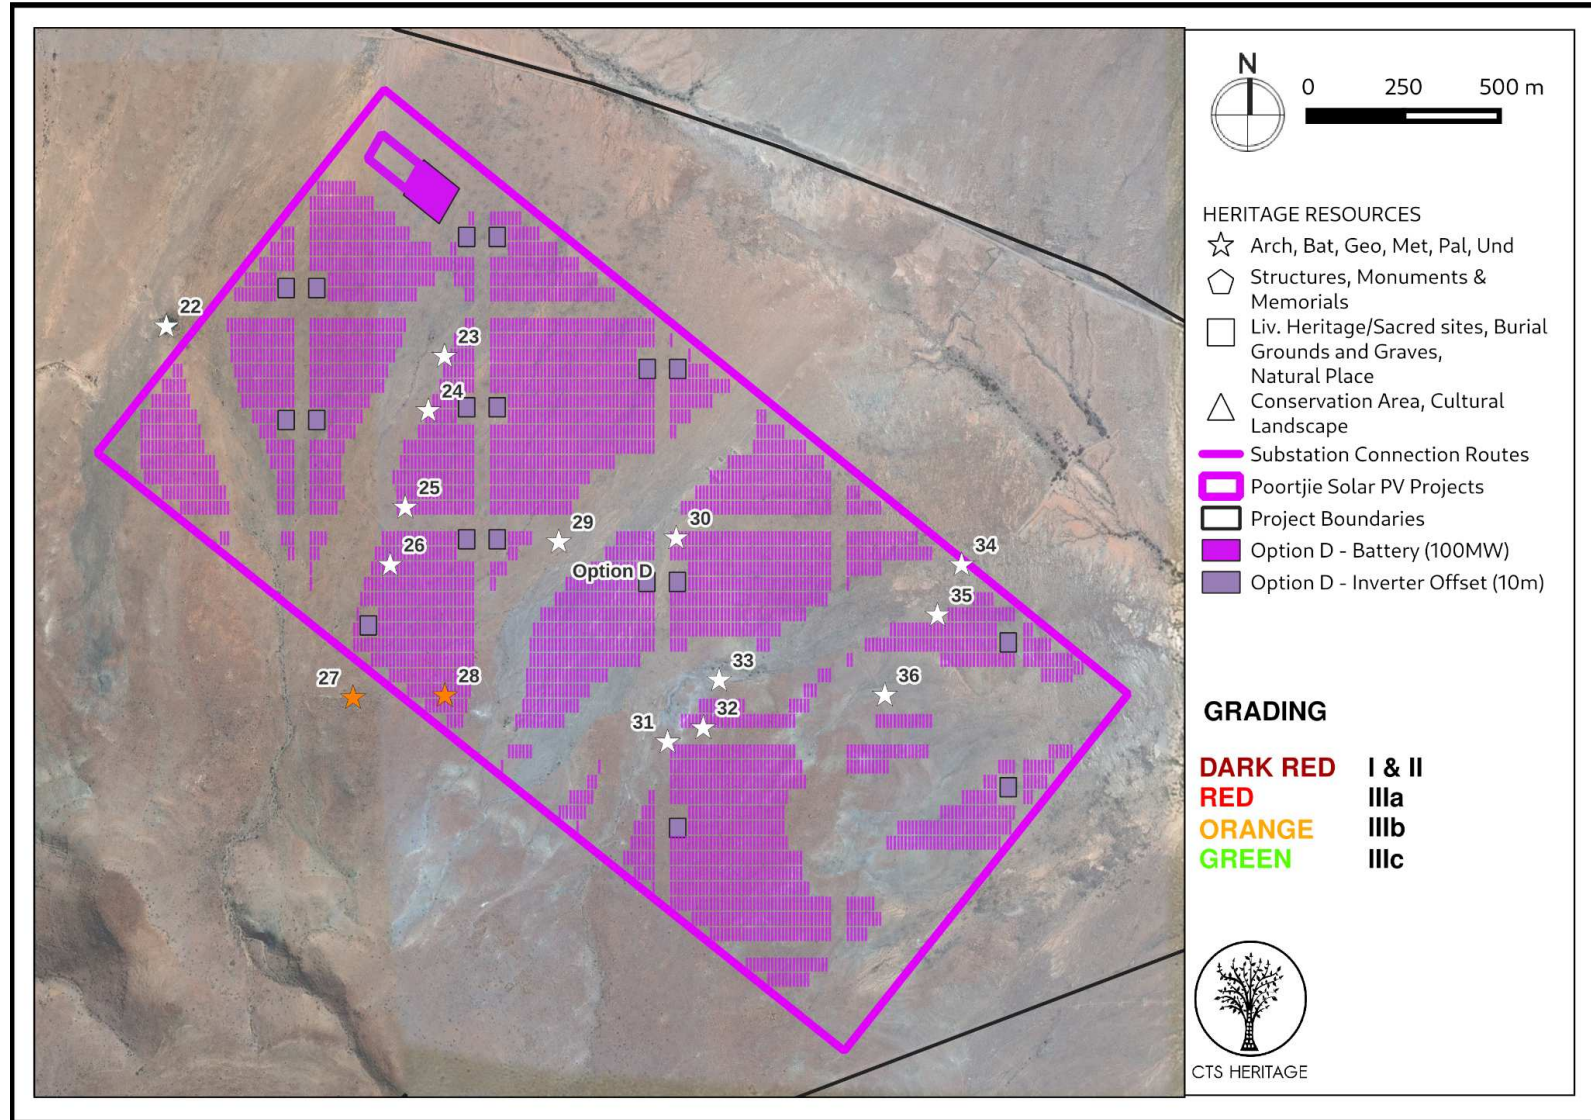 N
0 250 500 m
HERITAGE RESOURCES
Arch, Bat, Geo, Met, Pal, Und
Structures, Monuments &
Memorials
Liv. Heritage/Sacred sites, Burial
Grounds and Graves,
Natural Place
Conservation Area, Cultural
Landscape
Substation Connection Routes
Poortjie Solar PV Projects
Project Boundaries
Option D - Battery (100MW)
Option D - Inverter Offset (10m)
GRADING
DARK RED I & II
RED IIIa
ORANGE IIIb
GREEN IIIc
CTS HERITAGE
22
23
24
25
26
27
28
29
30
Option D
31
32
33
34
35
36